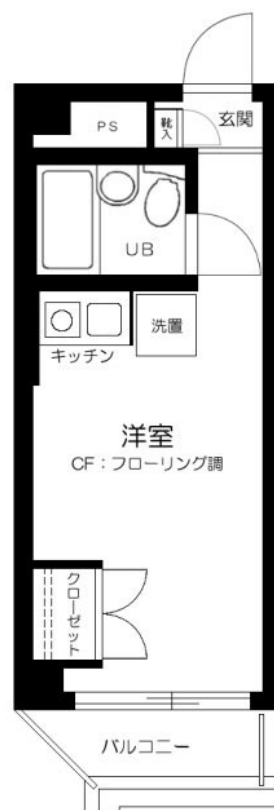 玄関
靴入
PS
UB
洗置
キッチン
洋室
CF：フローリング調
クローゼット
バルコニー